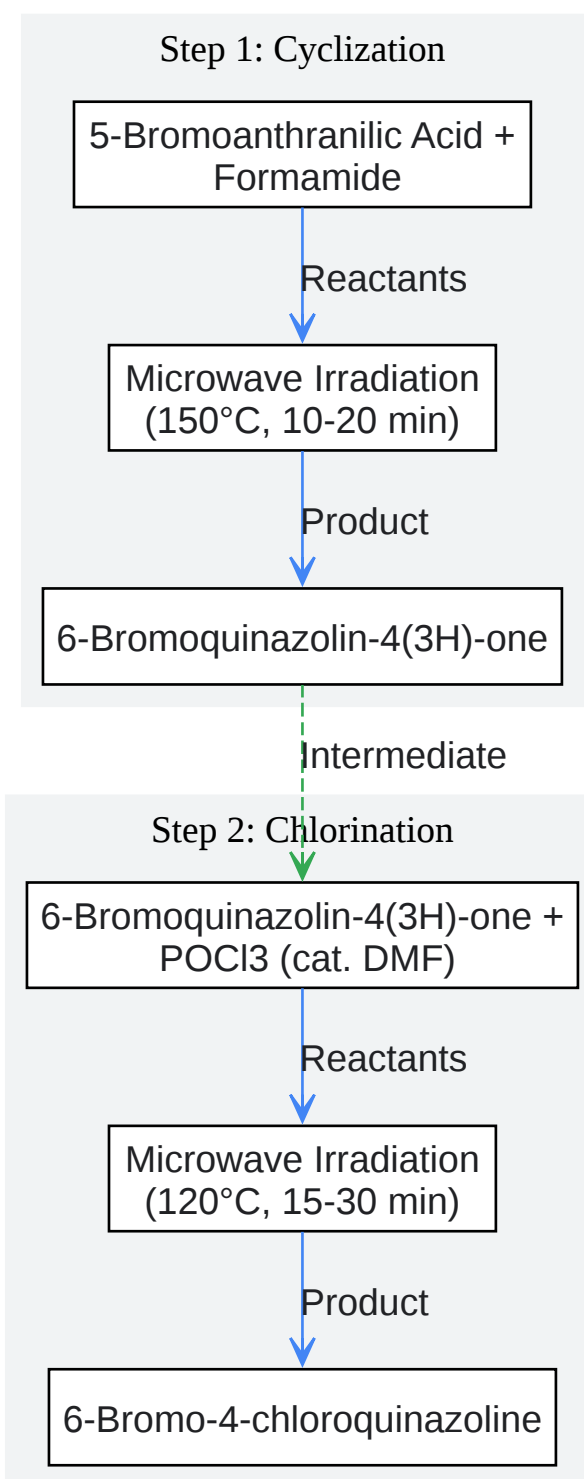 Step 1: Cyclization
5-Bromoanthranilic Acid +
Formamide
Reactants
Microwave Irradiation
(150°C, 10-20 min)
Product
6-Bromoquinazolin-4(3H)-one
Intermediate
Step 2: Chlorination
6-Bromoquinazolin-4(3H)-one +
POCl3 (cat. DMF)
Reactants
Microwave Irradiation
(120°C, 15-30 min)
Product
6-Bromo-4-chloroquinazoline